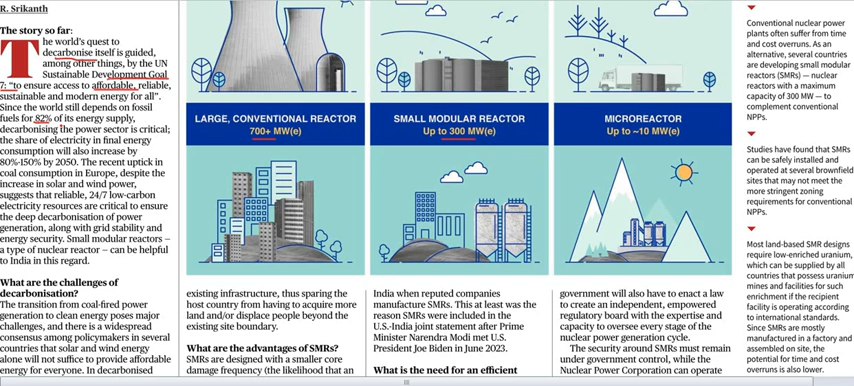 R. Srikanth
The story so far:
The world's quest to
decarbonise itself is guided,
among other things, by the UN
Sustainable Development Goal
7: “to ensure access to affordable, reliable,
sustainable and modern energy for all”.
Since the world still depends on fossil
fuels for 82% of its energy supply,
decarbonising the power sector is critical;
the share of electricity in final energy
consumption will also increase by
80%-150% by 2050. The recent uptick in
coal consumption in Europe, despite the
increase in solar and wind power,
suggests that reliable, 24/7 low-carbon
electricity resources are critical to ensure
the deep decarbonisation of power
generation, along with grid stability and
energy security. Small modular reactors —
a type of nuclear reactor — can be helpful
to India in this regard.
What are the challenges of
decarbonisation?
The transition from coal-fired power
generation to clean energy poses major
challenges, and there is a widespread
consensus among policymakers in several
countries that solar and wind energy
alone will not suffice to provide affordable
energy for everyone. In decarbonised
LARGE, CONVENTIONAL REACTOR
700+ MW(e)
SMALL MODULAR REACTOR
Up to 300 MW(e)
MICROREACTOR
Up to ~10 MW(e)
existing infrastructure, thus sparing the
host country from having to acquire more
land and/or displace people beyond the
existing site boundary.
What are the advantages of SMRs?
SMRs are designed with a smaller core
damage frequency (the likelihood that an
India when reputed companies
manufacture SMRs. This at least was the
reason SMRs were included in the
U.S.-India joint statement after Prime
Minister Narendra Modi met U.S.
President Joe Biden in June 2023.
What is the need for an efficient
government will also have to enact a law
to create an independent, empowered
regulatory board with the expertise and
capacity to oversee every stage of the
nuclear power generation cycle.
The security around SMRs must remain
under government control, while the
Nuclear Power Corporation can operate
Conventional nuclear power
plants often suffer from time
and cost overruns. As an
alternative, several countries
are developing small modular
reactors (SMRs) — nuclear
reactors with a maximum
capacity of 300 MW — to
complement conventional
NPPs.
Studies have found that SMRs
can be safely installed and
operated at several brownfield
sites that may not meet the
more stringent zoning
requirements for conventional
NPPs.
Most land-based SMR designs
require low-enriched uranium,
which can be supplied by all
countries that possess uranium
mines and facilities for such
enrichment if the recipient
facility is operating according
to international standards.
Since SMRs are mostly
manufactured in a factory and
assembled on site, the
potential for time and cost
overruns is also lower.